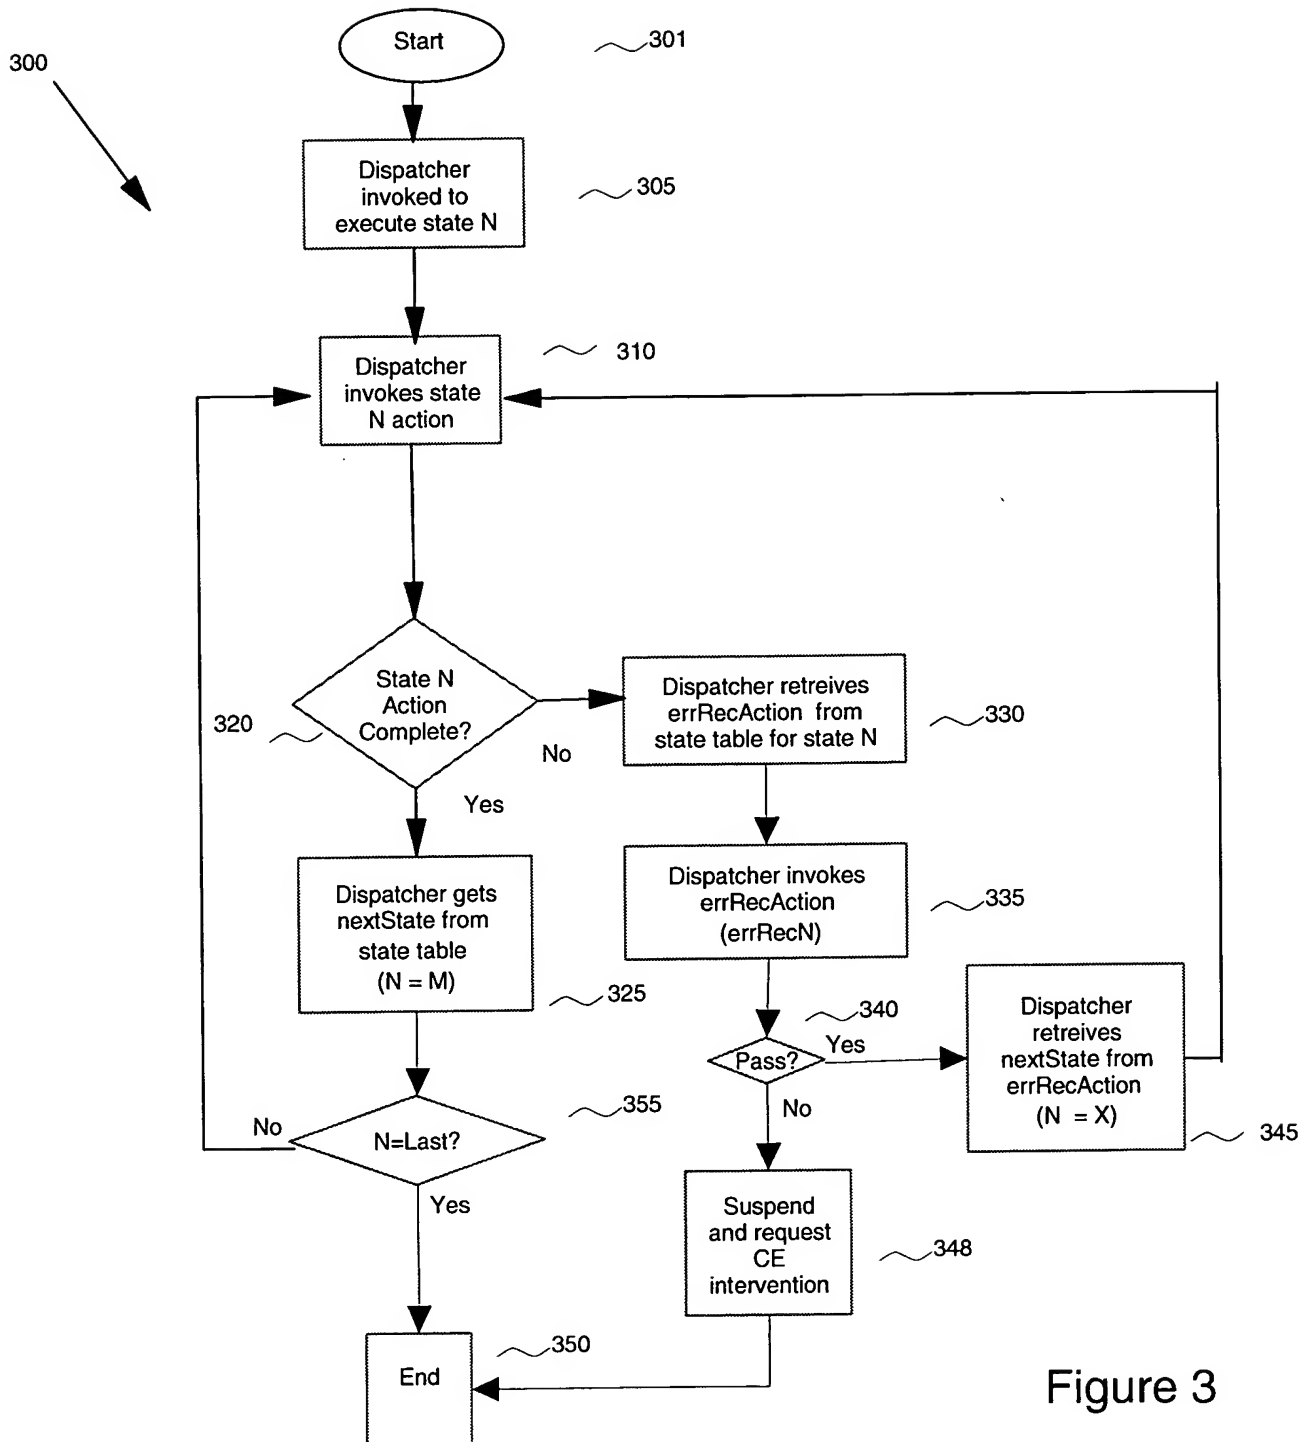 Start
301
300
Dispatcher
invoked to
execute state N
305
310
Dispatcher
invokes state
N action
State N
Action
Complete?
320
No
Yes
Dispatcher retreives
errRecAction from
state table for state N
330
Dispatcher invokes
errRecAction
(errRecN)
335
Dispatcher gets
nextState from
state table
(N = M)
325
340
Pass?
Yes
No
Dispatcher
retreives
nextState from
errRecAction
(N = X)
345
355
No
N=Last?
Yes
Suspend
and request
CE
intervention
348
350
End
Figure 3